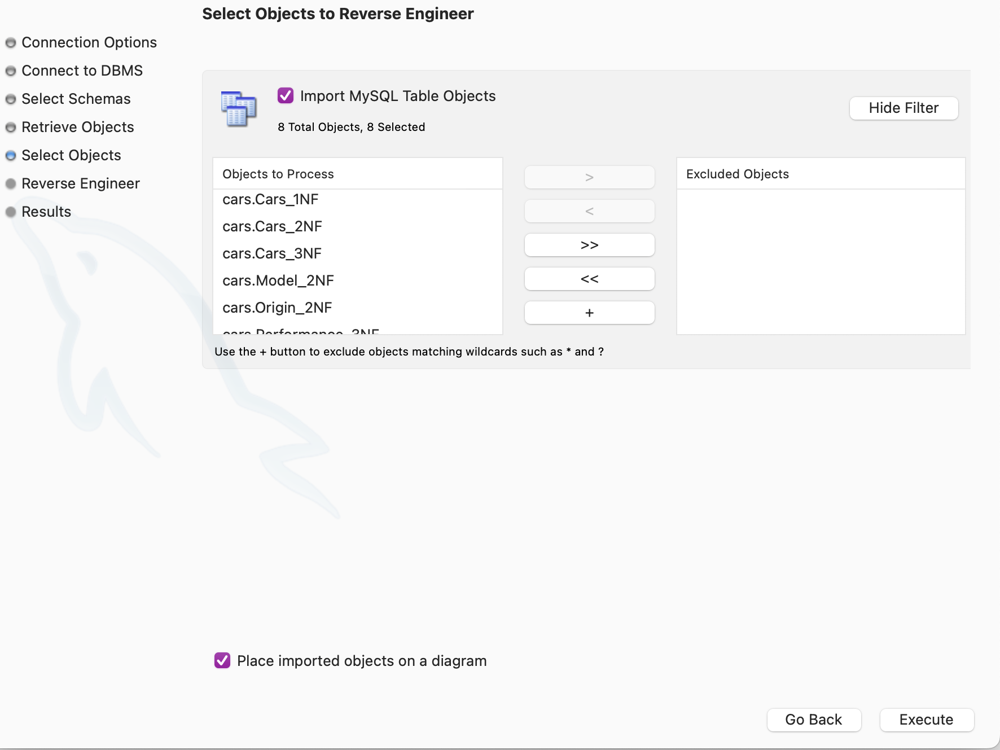 Select Objects to Reverse Engineer
Connection Options
Connect to DBMS
Select Schemas
Retrieve Objects
Select Objects
Reverse Engineer
Results
Import MySQL Table Objects
8 Total Objects, 8 Selected
Hide Filter
Objects to Process
cars.Cars_1NF
cars.Cars_2NF
cars.Cars_3NF
cars.Model_2NF
cars.Origin_2NF
cars.Performance_3NF
>
<
>>
<<
+
Excluded Objects
Use the + button to exclude objects matching wildcards such as * and ?
Place imported objects on a diagram
Go Back
Execute